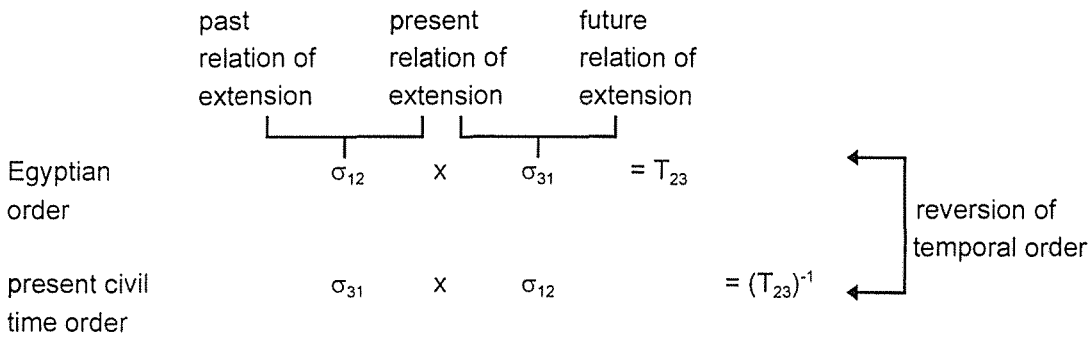 past present future
relation of relation of relation of
extension extension extension
Egyptian σ₁₂ x σ₃₁ = T₂₃
order
reversion of
temporal order
present civil σ₃₁ x σ₁₂ = (T₂₃)⁻¹
time order